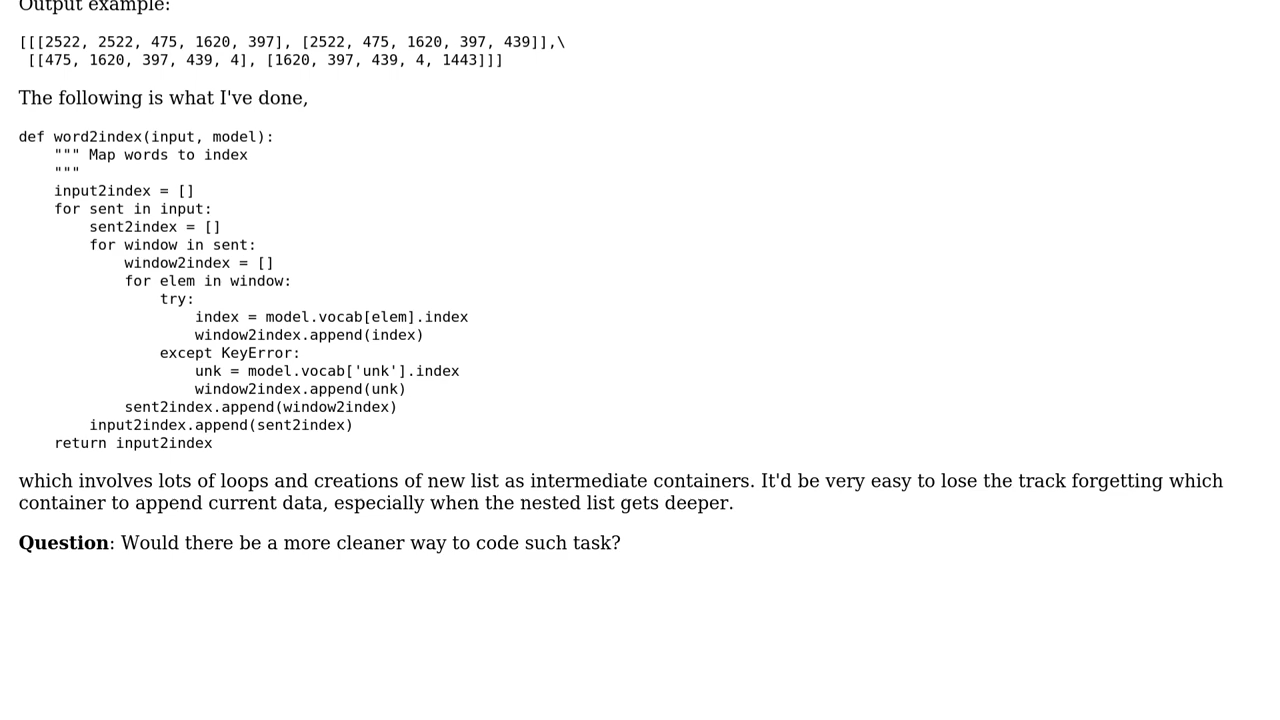 Output example:
[[[2522, 2522, 475, 1620, 397], [2522, 475, 1620, 397, 439]],\
 [[475, 1620, 397, 439, 4], [1620, 397, 439, 4, 1443]]]
The following is what I've done,
def word2index(input, model):
    """ Map words to index
    """
    input2index = []
    for sent in input:
        sent2index = []
        for window in sent:
            window2index = []
            for elem in window:
                try:
                    index = model.vocab[elem].index
                    window2index.append(index)
                except KeyError:
                    unk = model.vocab['unk'].index
                    window2index.append(unk)
            sent2index.append(window2index)
        input2index.append(sent2index)
    return input2index
which involves lots of loops and creations of new list as intermediate containers. It'd be very easy to lose the track forgetting which
container to append current data, especially when the nested list gets deeper.
Question: Would there be a more cleaner way to code such task?